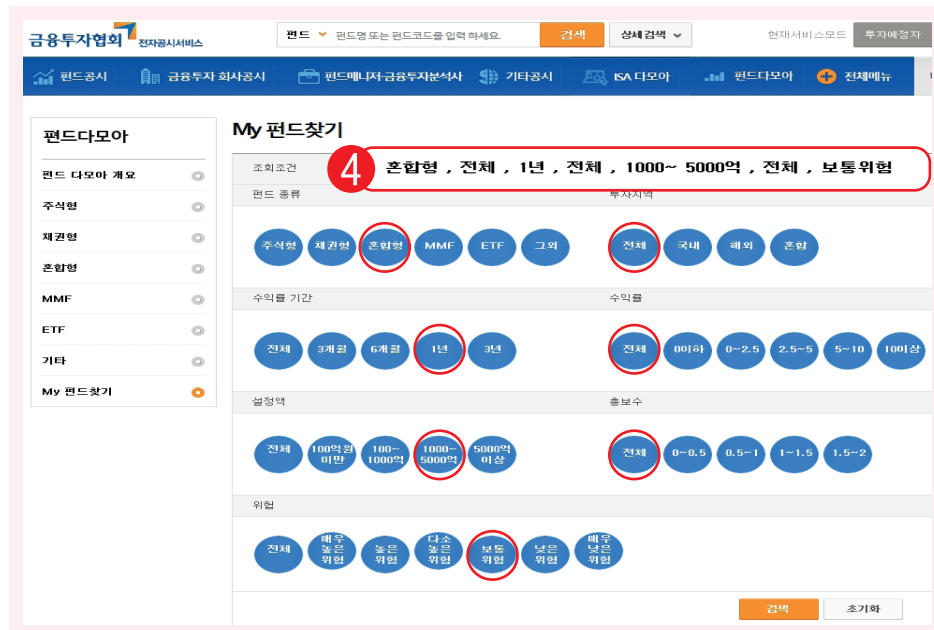 금융투자협회 전자공시서비스
펀드 펀드명 또는 펀드코드를 입력 하세요. 검색 상세검색 현재서비스모드 투자예정자
펀드공시 금융투자 회사공시 펀드매니저·금융투자분석사 기타공시 ISA 다모아 펀드다모아 전체메뉴
펀드다모아
펀드 다모아 개요
주식형
채권형
혼합형
MMF
ETF
기타
My 펀드찾기
My 펀드찾기
조회조건 4 혼합형 , 전체 , 1년 , 전체 , 1000~ 5000억 , 전체 , 보통위험
펀드 종류 투자지역
주식형 채권형 혼합형 MMF ETF 그외 전체 국내 해외 혼합
수익률 기간 수익률
전체 3개월 6개월 1년 3년 전체 0이하 0~2.5 2.5~5 5~10 10이상
설정액 총보수
전체 100억원 미만 100~ 1000억 1000~ 5000억 5000억 이상 전체 0~0.5 0.5~1 1~1.5 1.5~2
위험
전체 매우 높은 위험 높은 위험 다소 높은 위험 보통 위험 낮은 위험 매우 낮은 위험
검색 초기화